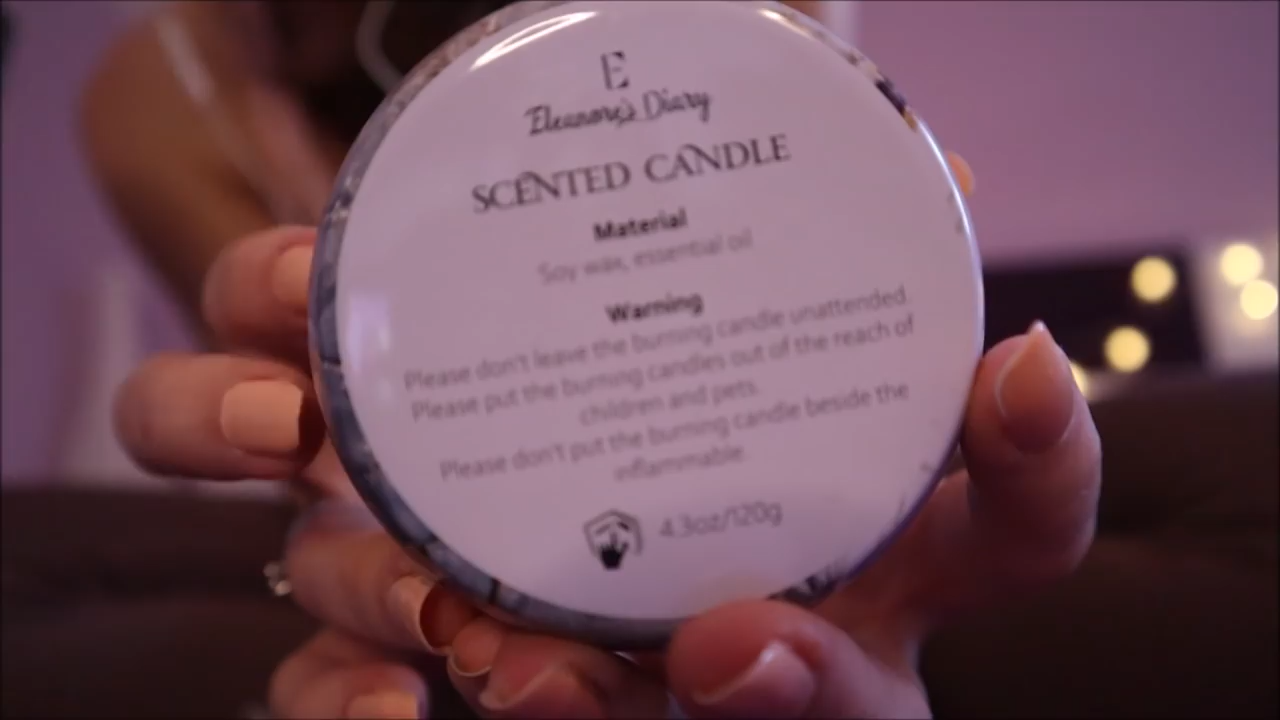 E
Eleanore's Diary
SCENTED CANDLE
Material
Soy wax, essential oil
Warning
Please don't leave the burning candle unattended.
Please put the burning candles out of the reach of
children and pets.
Please don't put the burning candle beside the
inflammable.
4.3oz/120g